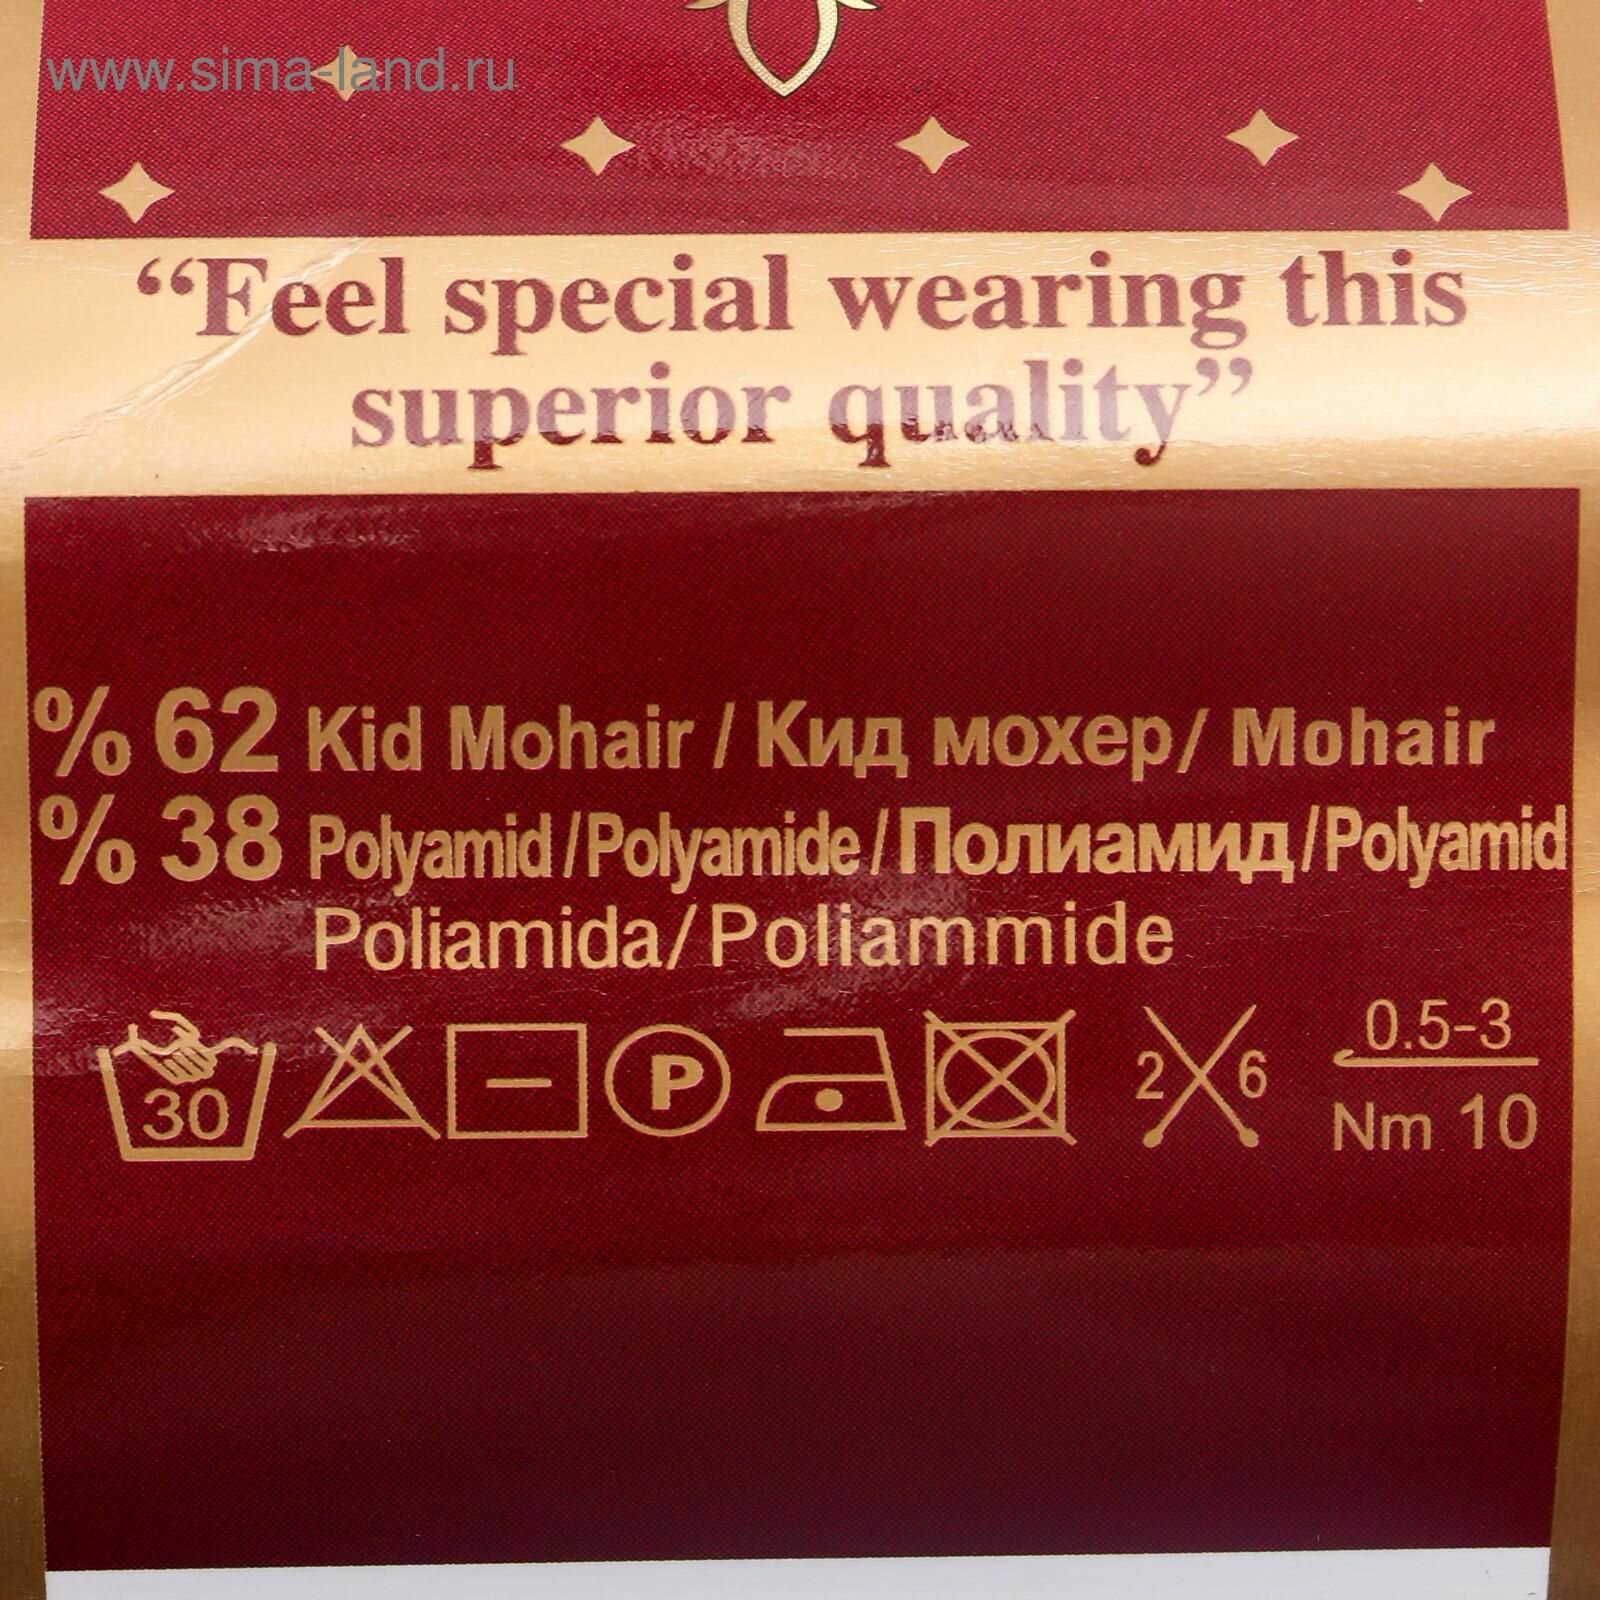 www.sima-land.ru
“Feel special wearing this
superior quality”
% 62 Kid Mohair / Кид мохер/ Mohair
% 38 Polyamid/Polyamide/Полиамид/Polyamid
Poliamida/Poliammide
30 P 2 6 0.5-3
Nm 10